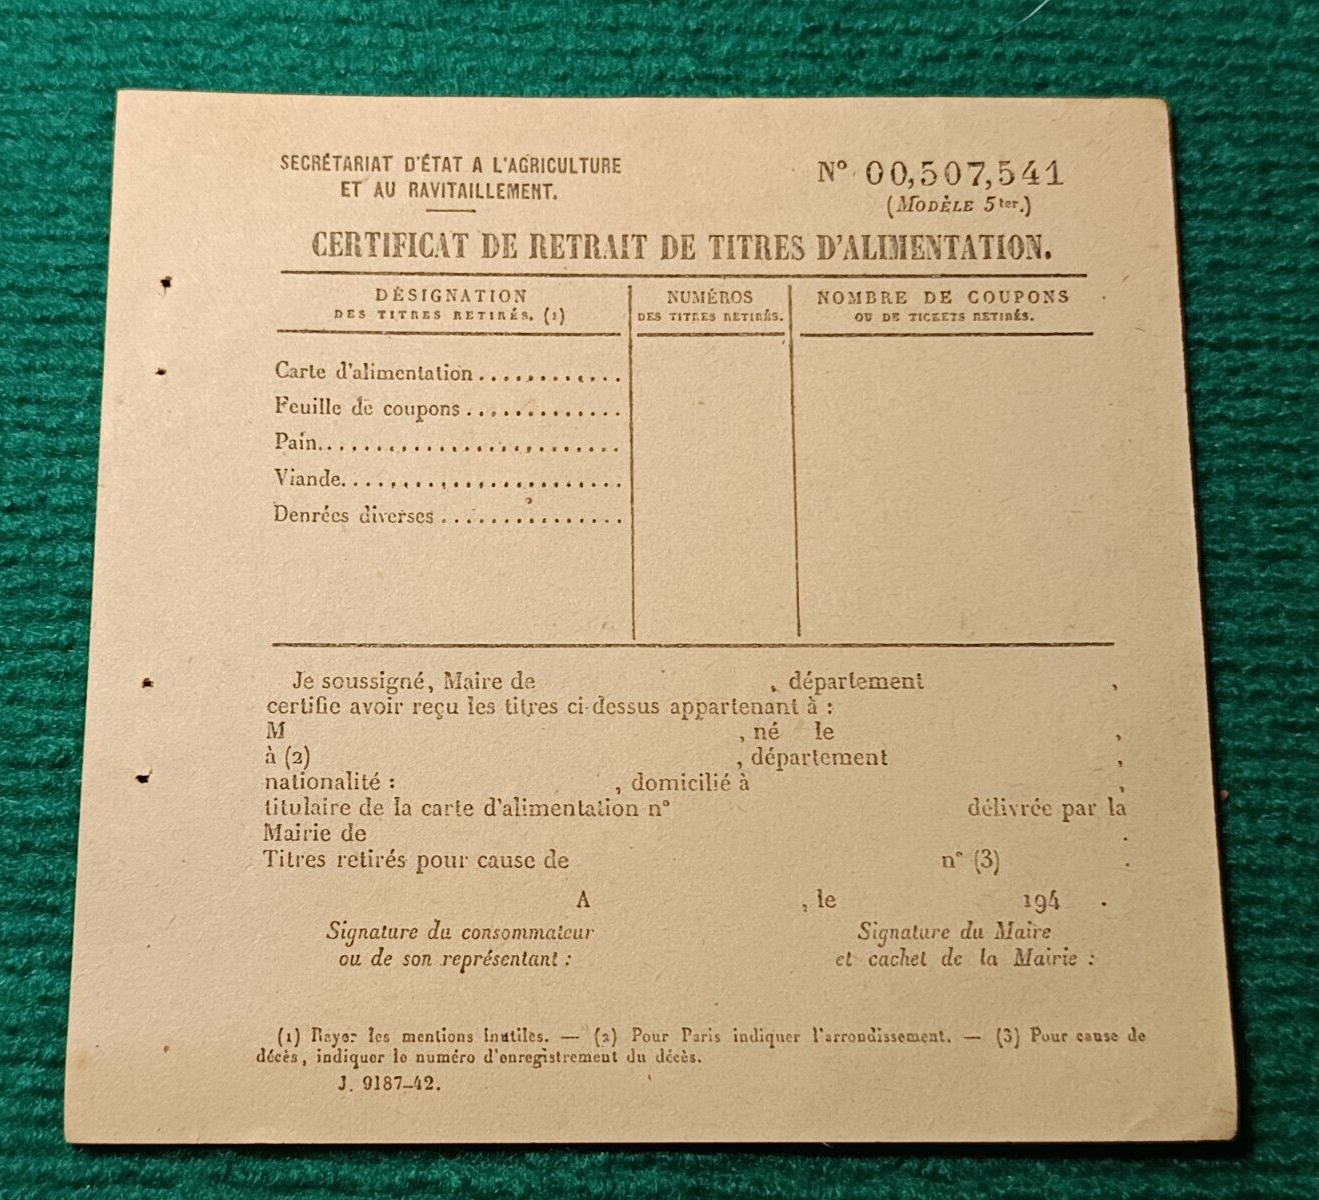 SECRÉTARIAT D'ÉTAT A L'AGRICULTURE
ET AU RAVITAILLEMENT.
N° 00,507,541
(MODÈLE 5ter.)
CERTIFICAT DE RETRAIT DE TITRES D'ALIMENTATION.
DÉSIGNATION
DES TITRES RETIRÉS. (1)
NUMÉROS
DES TITRES RETIRÉS.
NOMBRE DE COUPONS
OU DE TICKETS RETIRÉS.
Carte d'alimentation............
Feuille de coupons.............
Pain.........................
Viande.......................
Denrées diverses...............
Je soussigné, Maire de , département ,
certifie avoir reçu les titres ci-dessus appartenant à :
M , né le ,
à (2) , département ,
nationalité : , domicilié à ,
titulaire de la carte d'alimentation n° délivrée par la
Mairie de .
Titres retirés pour cause de n° (3) .
A , le 194 .
Signature du consommateur
ou de son représentant :
Signature du Maire
et cachet de la Mairie :
(1) Rayer les mentions inutiles. — (2) Pour Paris indiquer l'arrondissement. — (3) Pour cause de
décès, indiquer le numéro d'enregistrement du décès.
J. 9187-42.